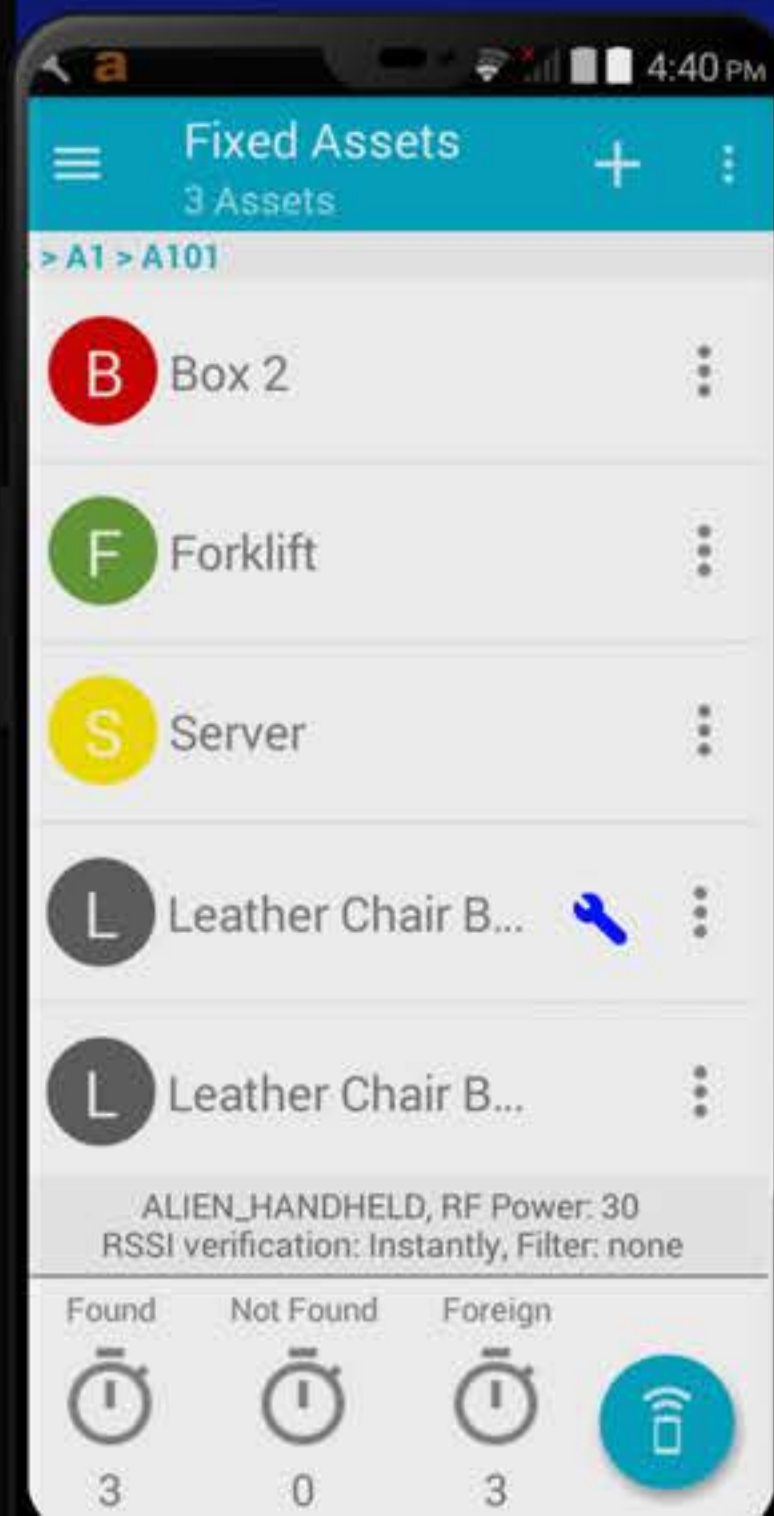 a 4:40 PM
Fixed Assets
3 Assets
> A1 > A101
B Box 2
F Forklift
S Server
L Leather Chair B...
L Leather Chair B...
ALIEN_HANDHELD, RF Power: 30
RSSI verification: Instantly, Filter: none
Found Not Found Foreign
3 0 3